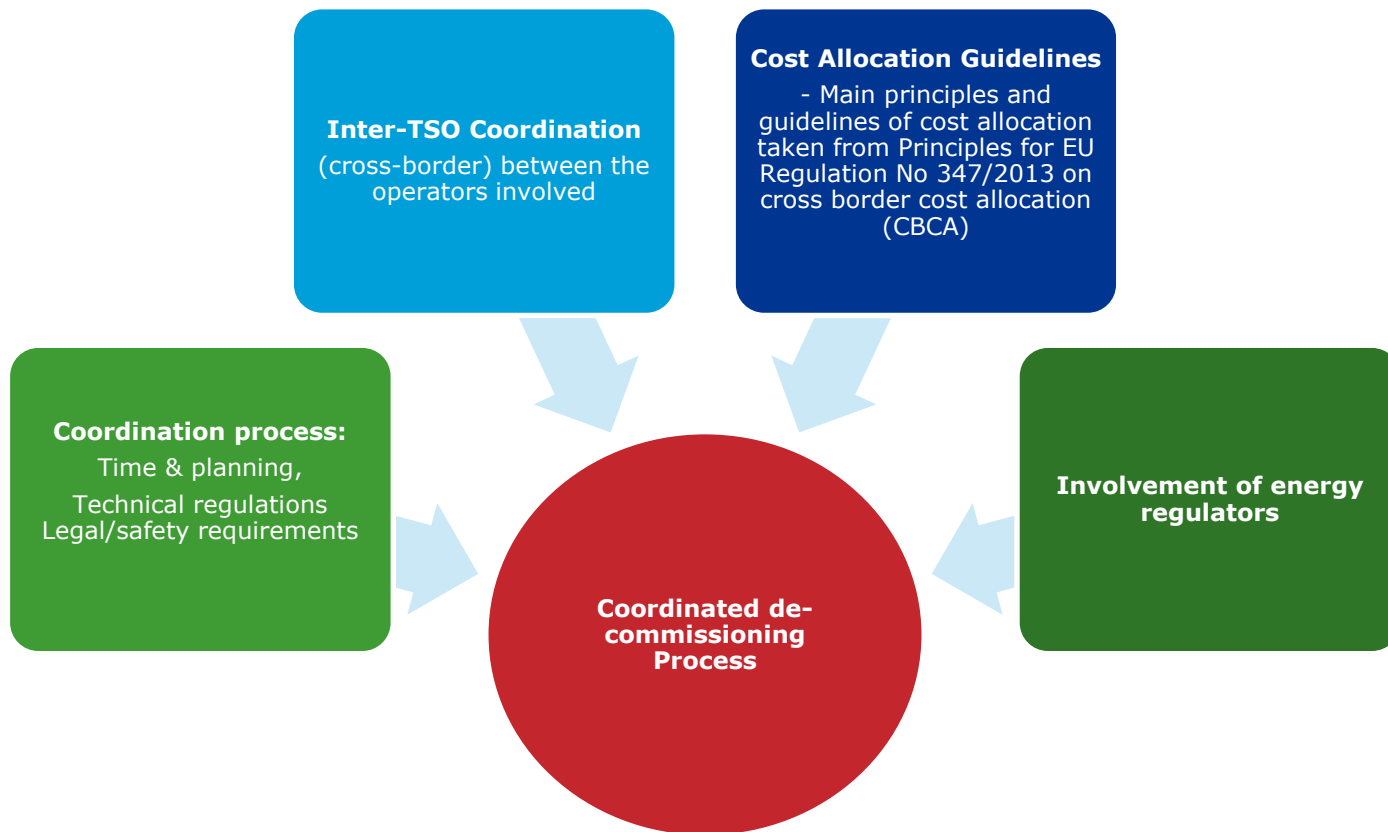 Inter-TSO Coordination
(cross-border) between the
operators involved
Cost Allocation Guidelines
- Main principles and
guidelines of cost allocation
taken from Principles for EU
Regulation No 347/2013 on
cross border cost allocation
(CBCA)
Coordination process:
Time & planning,
Technical regulations
Legal/safety requirements
Involvement of energy
regulators
Coordinated de-
commissioning
Process